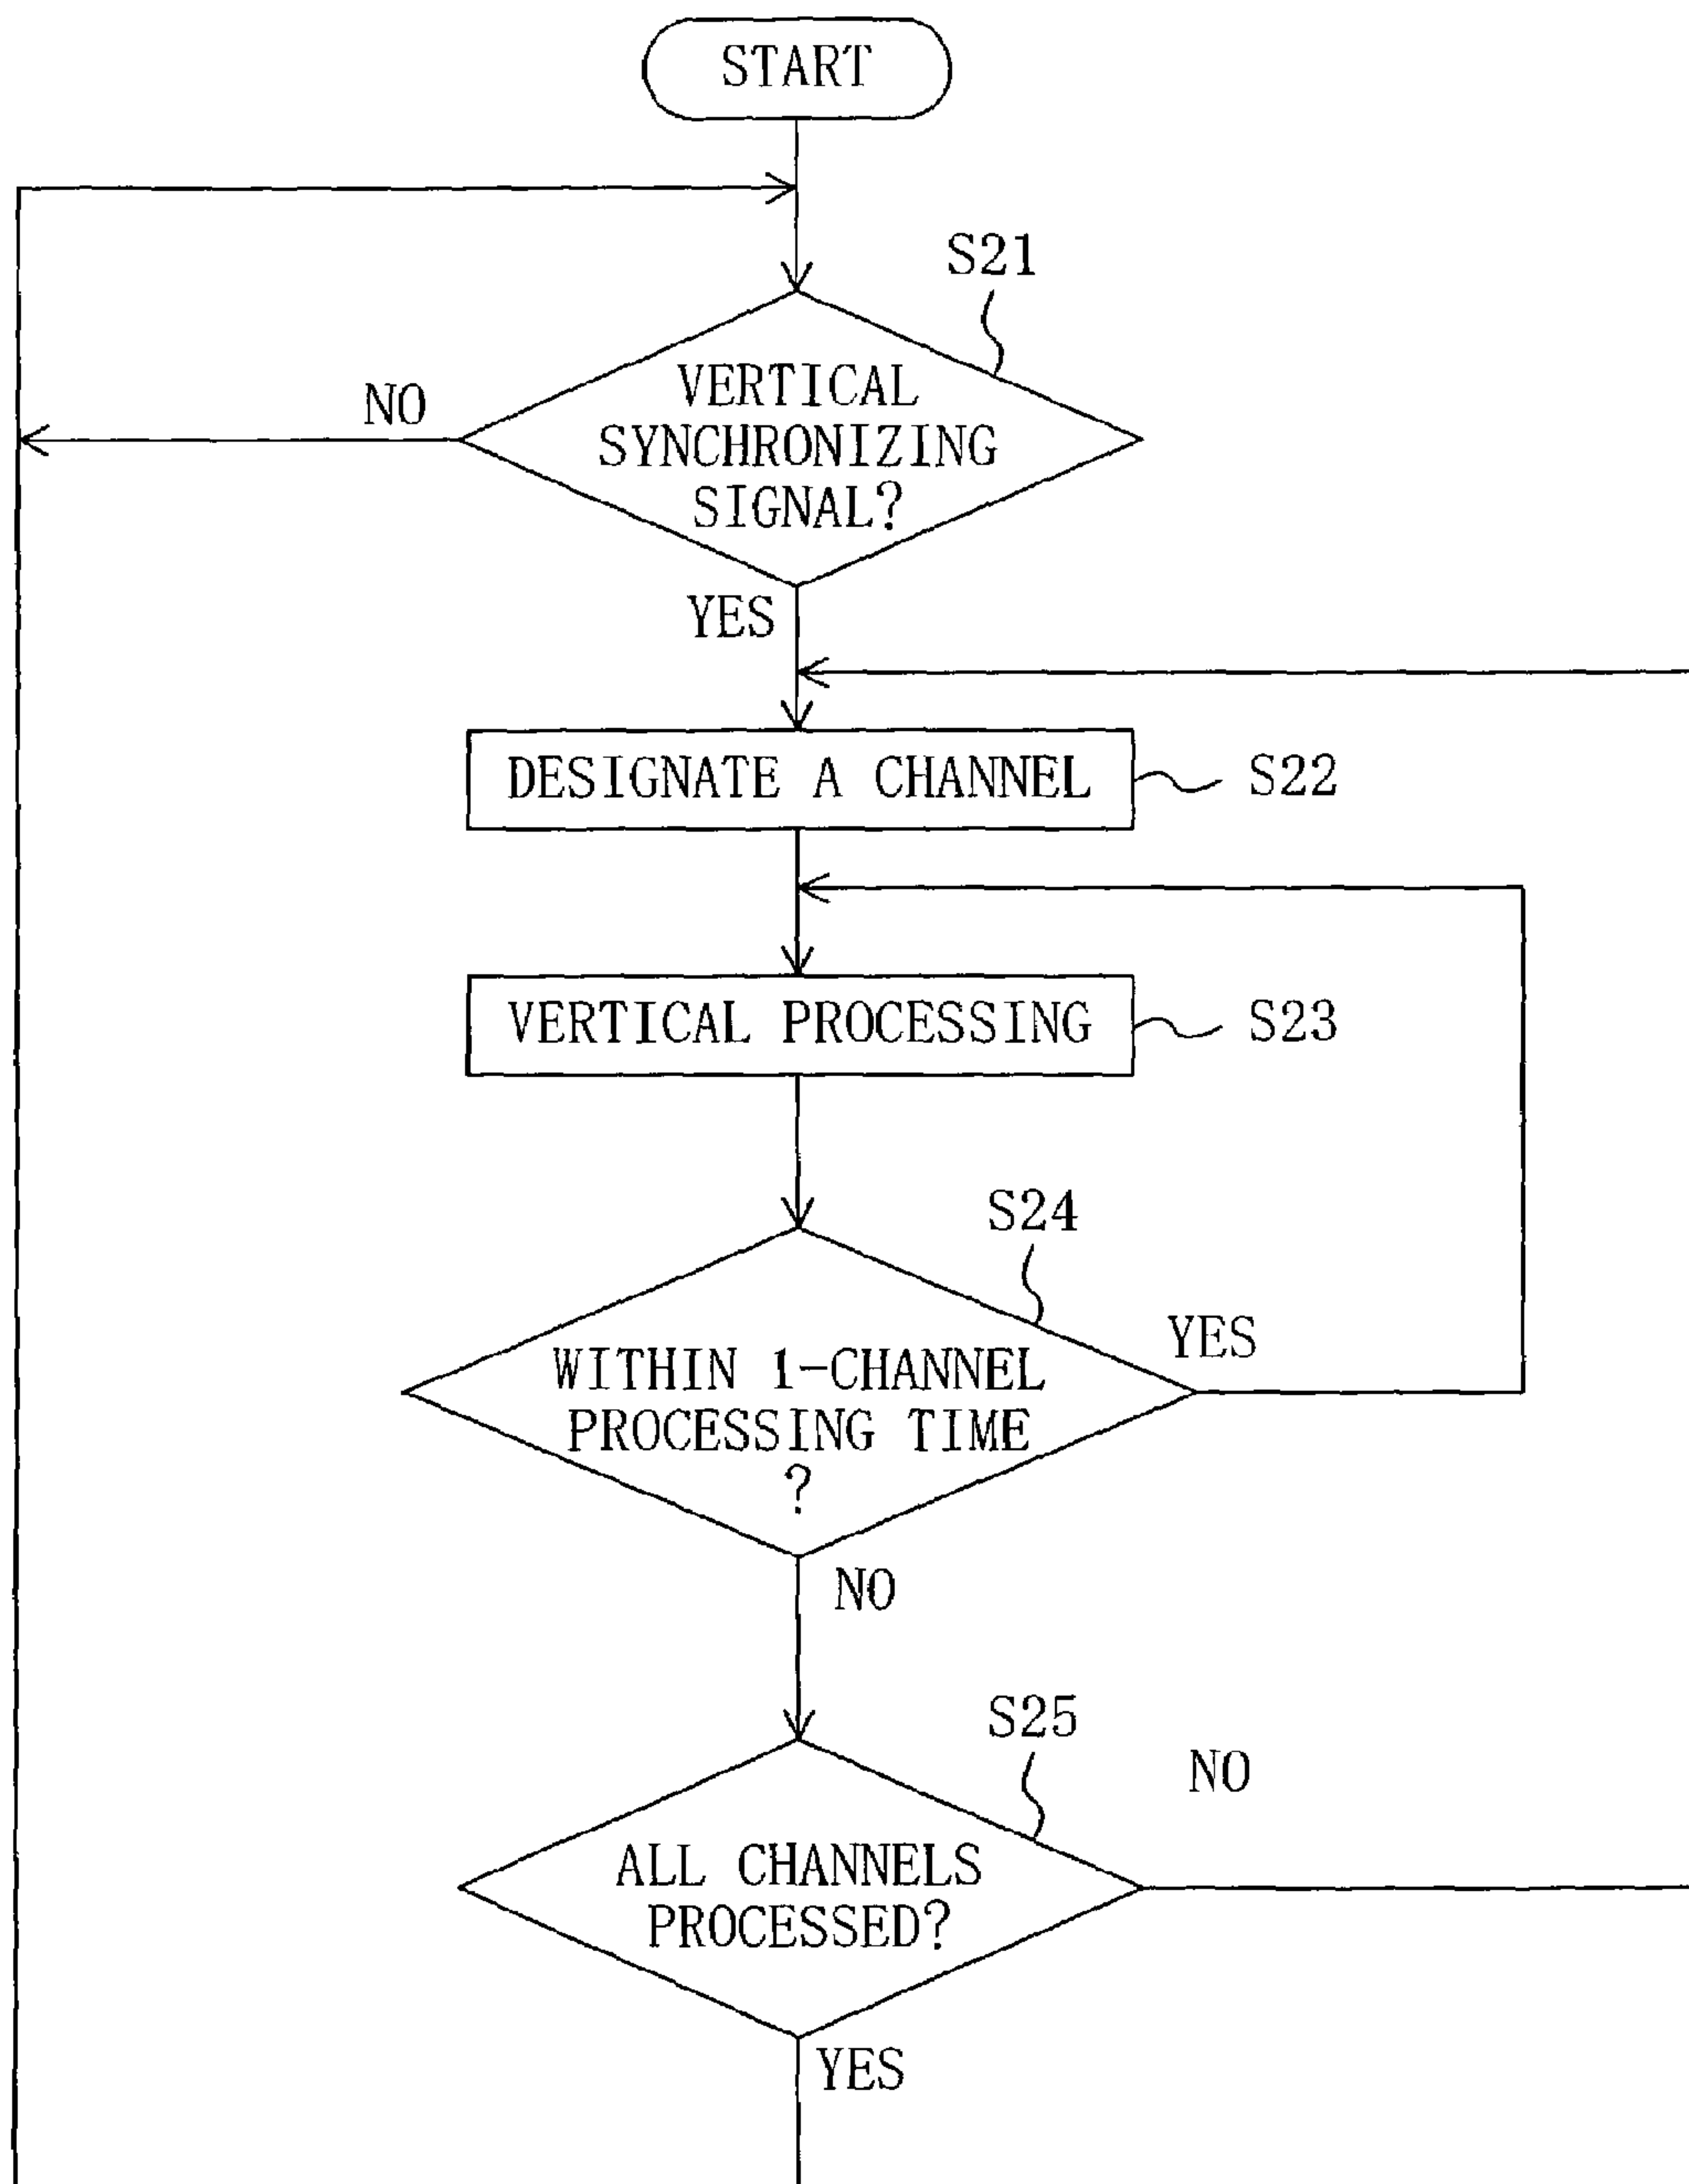 START
S21
VERTICAL
SYNCHRONIZING
SIGNAL?
NO
YES
DESIGNATE A CHANNEL
S22
VERTICAL PROCESSING
S23
S24
WITHIN 1-CHANNEL
PROCESSING TIME
?
YES
NO
S25
NO
ALL CHANNELS
PROCESSED?
YES